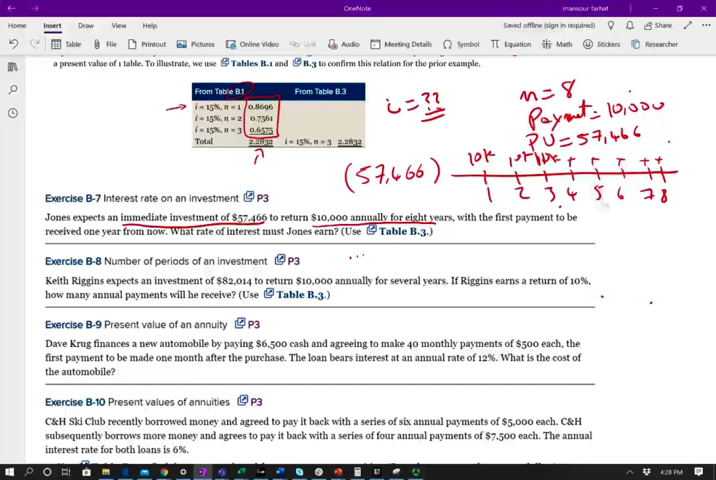 OneNote
mansour farhat
Home
Insert
Draw
View
Help
Saved offline (sign in required)
Share
Table
File
Printout
Pictures
Online Video
Audio
Meeting Details
Symbol
Equation
Math
Stickers
Researcher
a present value of 1 table. To illustrate, we use Tables B.1 and B.3 to confirm this relation for the prior example.
From Table B.1 From Table B.3
i = 15%, n = 1 0.8696
i = 15%, n = 2 0.7561
i = 15%, n = 3 0.6575
Total 2.2832 i = 15%, n = 3 2.2832
i = ??
n = 8
Payment = 10,000
PV = 57,466
(57,466)
10k 10k 10k + + + + +
1 2 3 4 5 6 7 8
Exercise B-7 Interest rate on an investment P3
Jones expects an immediate investment of $57,466 to return $10,000 annually for eight years, with the first payment to be
received one year from now. What rate of interest must Jones earn? (Use Table B.3.)
Exercise B-8 Number of periods of an investment P3
Keith Riggins expects an investment of $82,014 to return $10,000 annually for several years. If Riggins earns a return of 10%,
how many annual payments will he receive? (Use Table B.3.)
Exercise B-9 Present value of an annuity P3
Dave Krug finances a new automobile by paying $6,500 cash and agreeing to make 40 monthly payments of $500 each, the
first payment to be made one month after the purchase. The loan bears interest at an annual rate of 12%. What is the cost of
the automobile?
Exercise B-10 Present values of annuities P3
C&H Ski Club recently borrowed money and agreed to pay it back with a series of six annual payments of $5,000 each. C&H
subsequently borrows more money and agrees to pay it back with a series of four annual payments of $7,500 each. The annual
interest rate for both loans is 6%.
4:28 PM